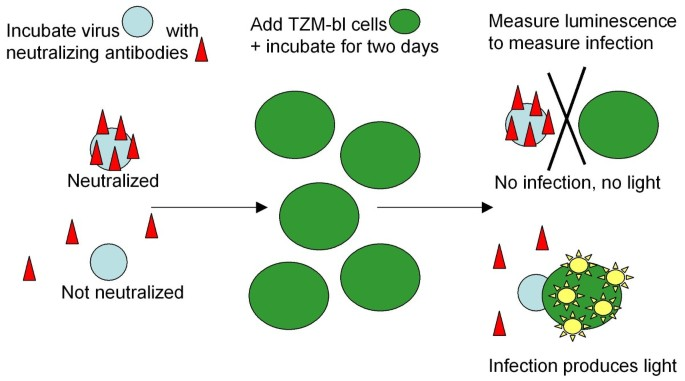 Incubate virus with
neutralizing antibodies
Add TZM-bl cells
+ incubate for two days
Measure luminescence
to measure infection
Neutralized
Not neutralized
No infection, no light
Infection produces light